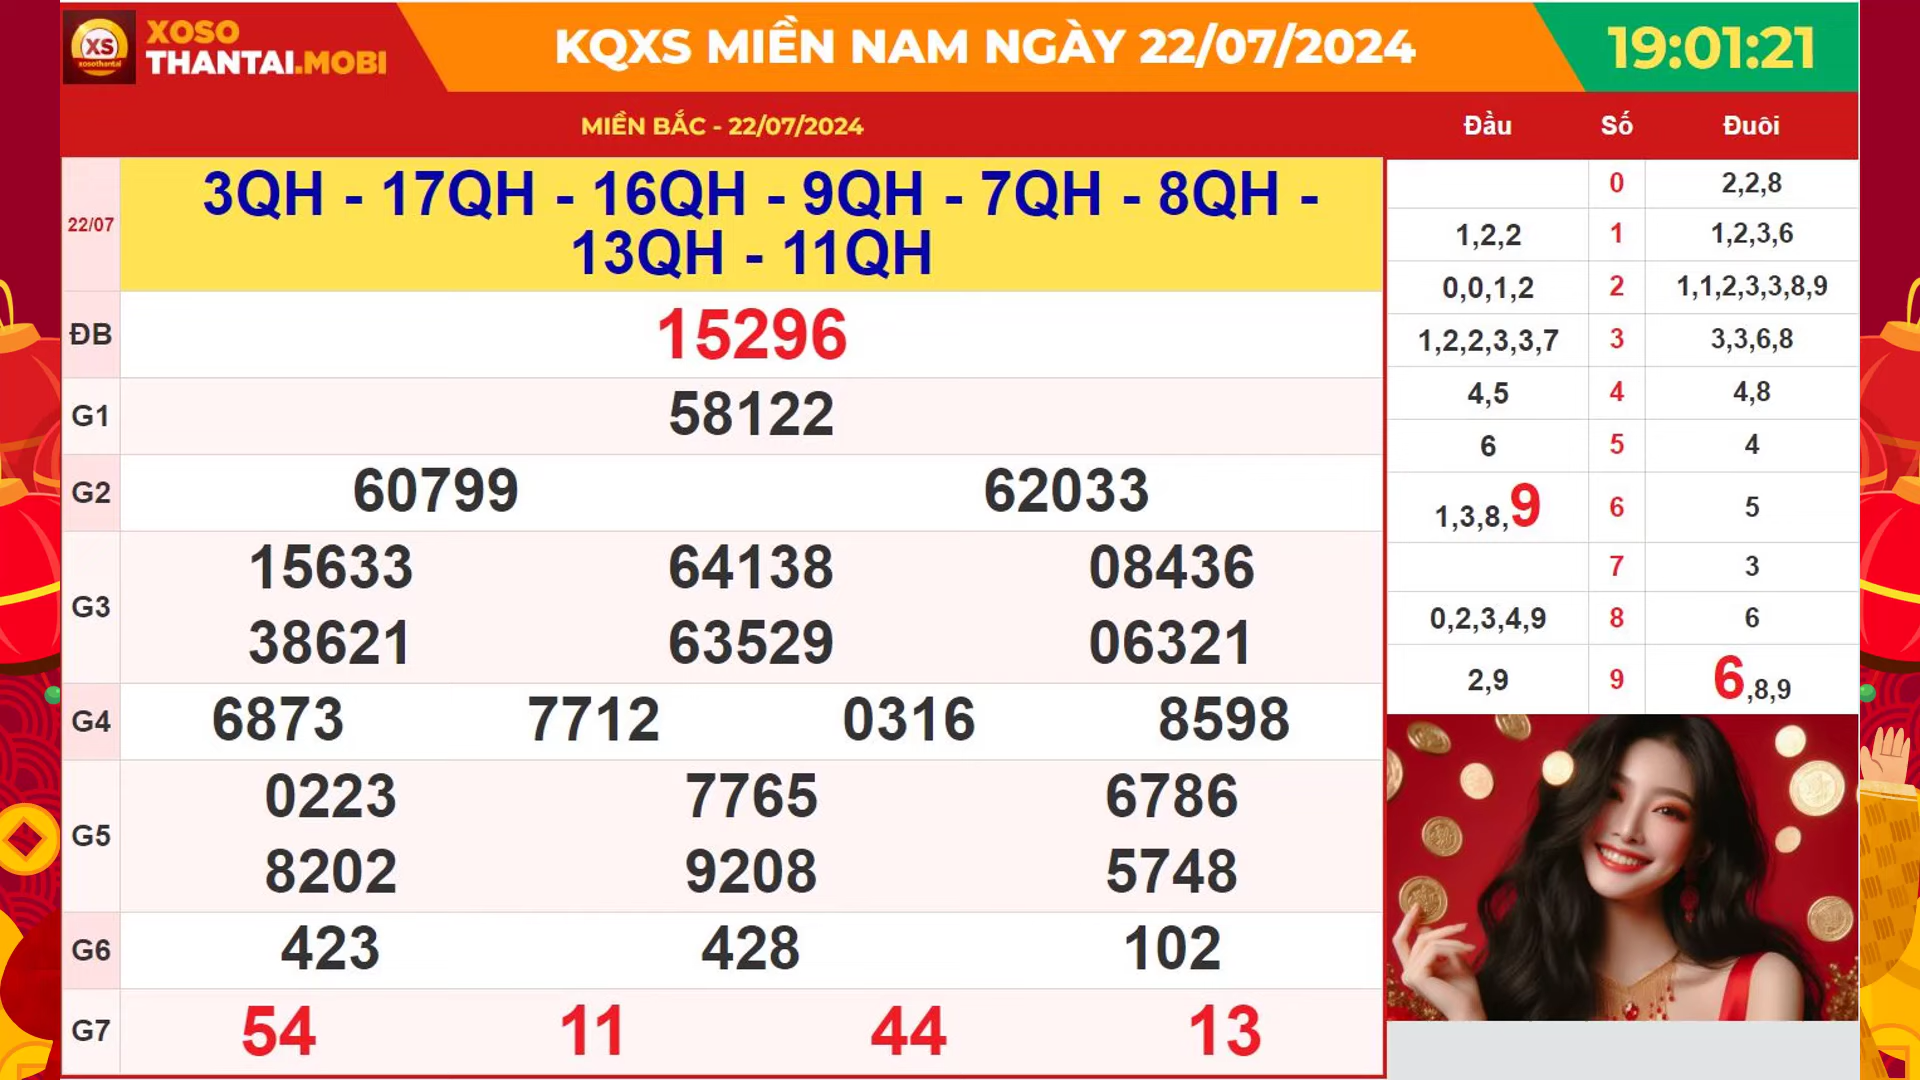 XOSO
THANTAI.MOBI
XS
xosothantai
KQXS MIỀN NAM NGÀY 22/07/2024
19:01:21
MIỀN BẮC - 22/07/2024
22/07
3QH - 17QH - 16QH - 9QH - 7QH - 8QH -
13QH - 11QH
ĐB 15296
G1 58122
G2 60799 62033
G3 15633 64138 08436
38621 63529 06321
G4 6873 7712 0316 8598
G5 0223 7765 6786
8202 9208 5748
G6 423 428 102
G7 54 11 44 13
Đầu Số Đuôi
0 2,2,8
1,2,2 1 1,2,3,6
0,0,1,2 2 1,1,2,3,3,8,9
1,2,2,3,3,7 3 3,3,6,8
4,5 4 4,8
6 5 4
1,3,8,9 6 5
7 3
0,2,3,4,9 8 6
2,9 9 6,8,9